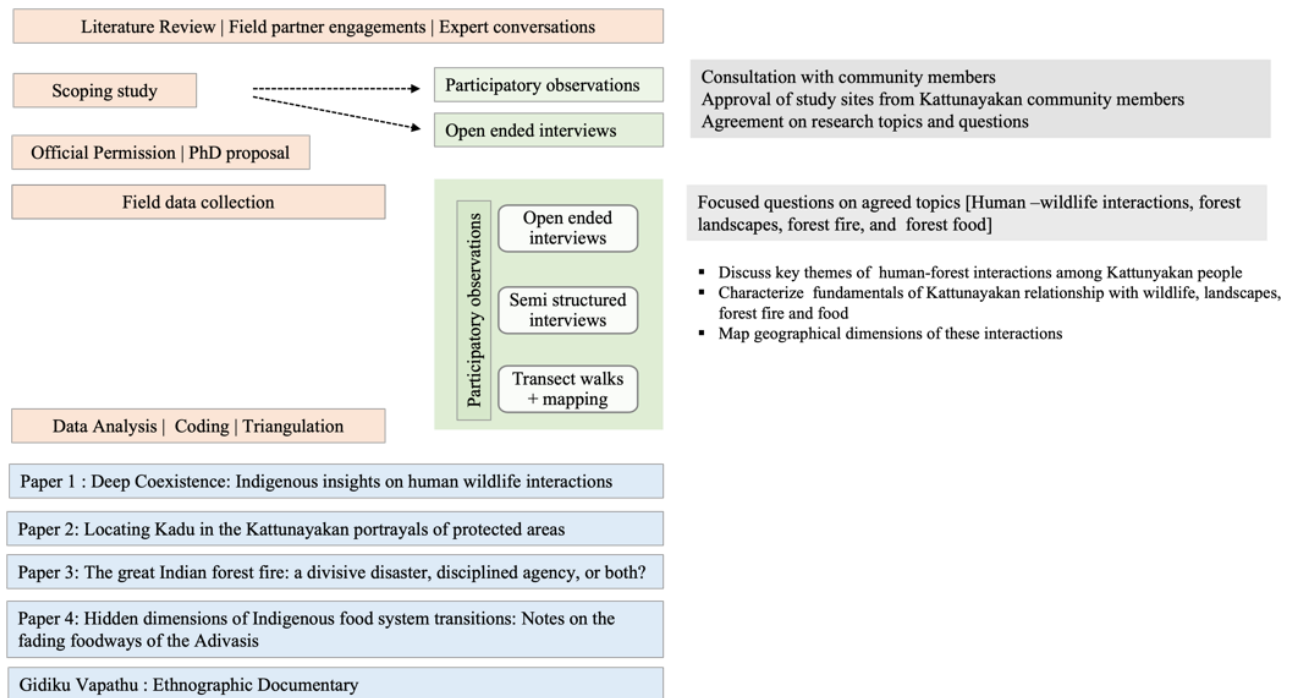 Literature Review | Field partner engagements | Expert conversations
Scoping study
Participatory observations
Open ended interviews
Consultation with community members
Approval of study sites from Kattunayakan community members
Agreement on research topics and questions
Official Permission | PhD proposal
Field data collection
Participatory observations
Open ended
interviews
Semi structured
interviews
Transect walks
+ mapping
Focused questions on agreed topics [Human –wildlife interactions, forest
landscapes, forest fire, and forest food]
▪ Discuss key themes of human-forest interactions among Kattunyakan people
▪ Characterize fundamentals of Kattunayakan relationship with wildlife, landscapes,
forest fire and food
▪ Map geographical dimensions of these interactions
Data Analysis | Coding | Triangulation
Paper 1 : Deep Coexistence: Indigenous insights on human wildlife interactions
Paper 2: Locating Kadu in the Kattunayakan portrayals of protected areas
Paper 3: The great Indian forest fire: a divisive disaster, disciplined agency, or both?
Paper 4: Hidden dimensions of Indigenous food system transitions: Notes on the
fading foodways of the Adivasis
Gidiku Vapathu : Ethnographic Documentary